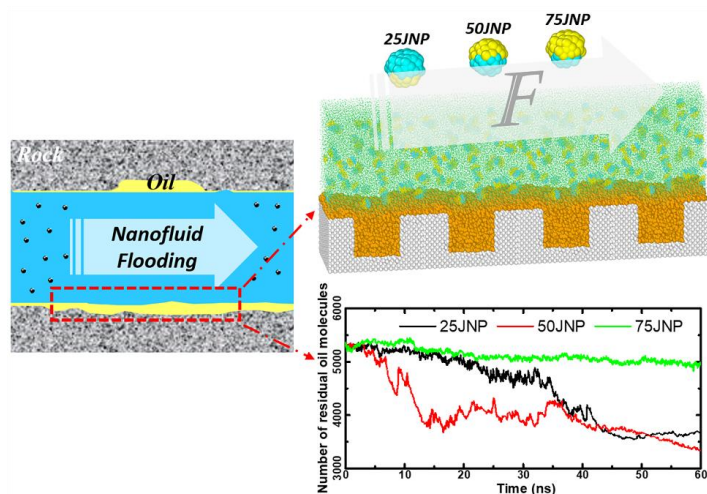 25JNP
50JNP
75JNP
F
Rock
Oil
Nanofluid
Flooding
25JNP
50JNP
75JNP
Number of residual oil molecules
6000
5000
4000
3000
0
10
20
30
40
50
60
Time (ns)